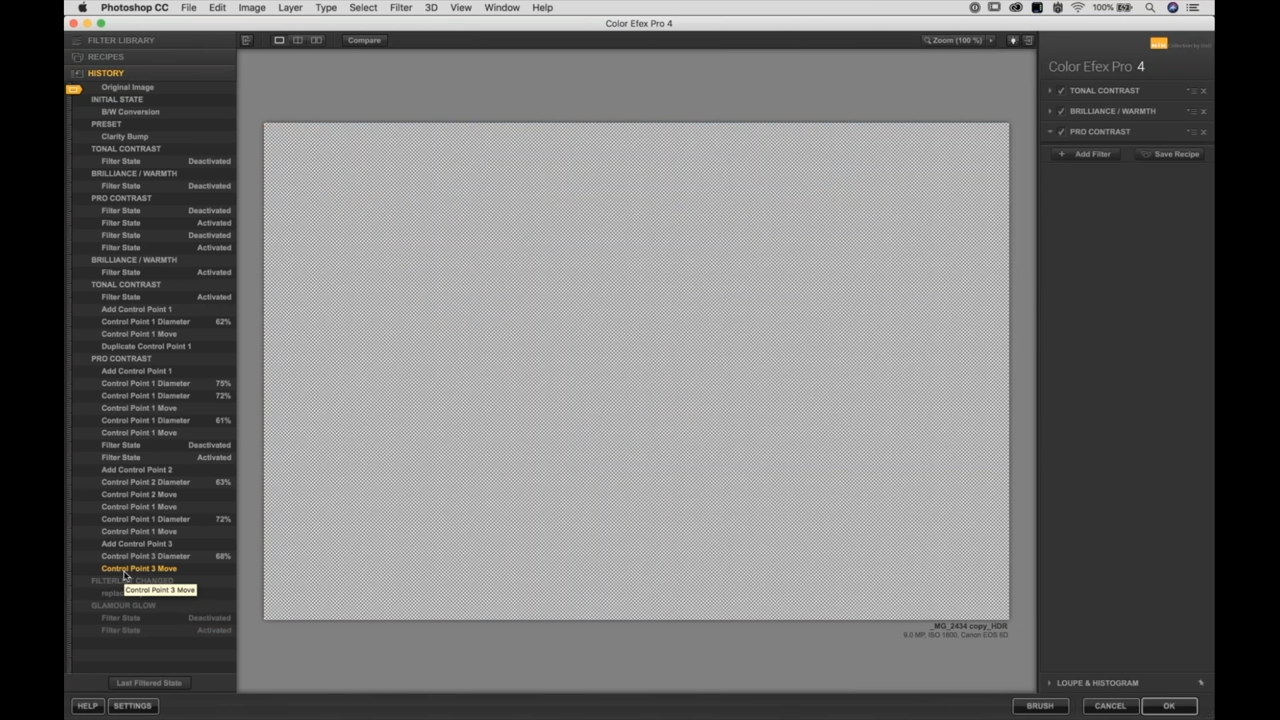 Photoshop CC File Edit Image Layer Type Select Filter 3D View Window Help 100%
Color Efex Pro 4
FILTER LIBRARY
Compare
Zoom (100 %)
RECIPES
HISTORY
Color Efex Pro 4
Original Image
INITIAL STATE
B/W Conversion
PRESET
Clarity Bump
TONAL CONTRAST
Filter State Deactivated
BRILLIANCE / WARMTH
Filter State Deactivated
PRO CONTRAST
Filter State Deactivated
Filter State Activated
Filter State Deactivated
Filter State Activated
BRILLIANCE / WARMTH
Filter State Activated
TONAL CONTRAST
Filter State Activated
Add Control Point 1
Control Point 1 Diameter 62%
Control Point 1 Move
Duplicate Control Point 1
PRO CONTRAST
Add Control Point 1
Control Point 1 Diameter 75%
Control Point 1 Diameter 72%
Control Point 1 Move
Control Point 1 Diameter 61%
Control Point 1 Move
Filter State Deactivated
Filter State Activated
Add Control Point 2
Control Point 2 Diameter 63%
Control Point 2 Move
Control Point 1 Move
Control Point 1 Diameter 72%
Control Point 1 Move
Add Control Point 3
Control Point 3 Diameter 68%
Control Point 3 Move
CHANGED
Control Point 3 Move
GLAMOUR GLOW
Filter State Deactivated
Filter State Activated
Last Filtered State
HELP SETTINGS
_MG_2434 copy_HDR
9.0 MP, ISO 1600, Canon EOS 6D
TONAL CONTRAST
BRILLIANCE / WARMTH
PRO CONTRAST
+ Add Filter Save Recipe
LOUPE & HISTOGRAM
BRUSH CANCEL OK